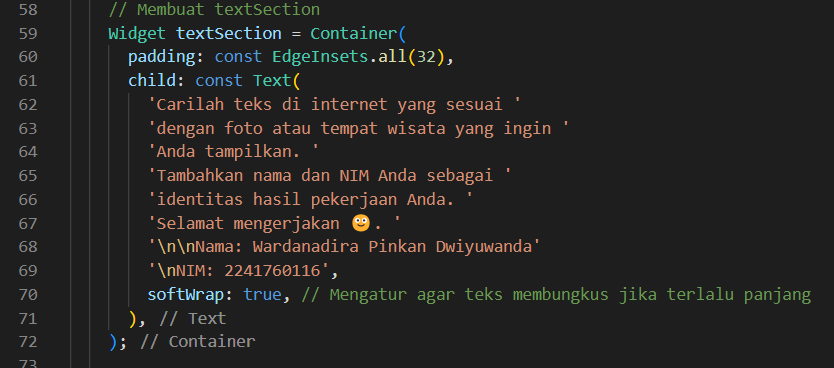 58 // Membuat textSection
59 Widget textSection = Container(
60 padding: const EdgeInsets.all(32),
61 child: const Text(
62 'Carilah teks di internet yang sesuai '
63 'dengan foto atau tempat wisata yang ingin '
64 'Anda tampilkan. '
65 'Tambahkan nama dan NIM Anda sebagai '
66 'identitas hasil pekerjaan Anda. '
67 'Selamat mengerjakan 🙂. '
68 '\n\nNama: Wardanadira Pinkan Dwiyuwanda'
69 '\nNIM: 2241760116',
70 softWrap: true, // Mengatur agar teks membungkus jika terlalu panjang
71 ), // Text
72 ); // Container
73